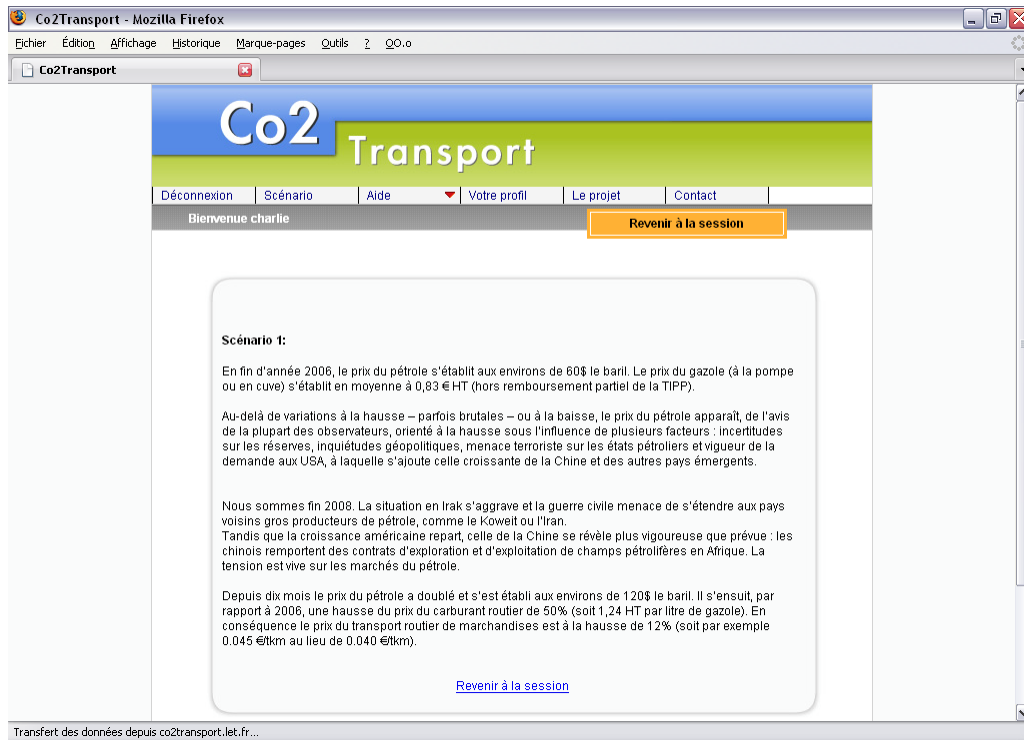 Co2Transport - Mozilla Firefox
Fichier Édition Affichage Historique Marque-pages Outils ? OO.o
Co2Transport
Co2
Transport
Déconnexion Scénario Aide Votre profil Le projet Contact
Bienvenue charlie
Revenir à la session
Scénario 1:
En fin d'année 2006, le prix du pétrole s'établit aux environs de 60$ le baril. Le prix du gazole (à la pompe
ou en cuve) s'établit en moyenne à 0,83 € HT (hors remboursement partiel de la TIPP).
Au-delà de variations à la hausse – parfois brutales – ou à la baisse, le prix du pétrole apparaît, de l'avis
de la plupart des observateurs, orienté à la hausse sous l'influence de plusieurs facteurs : incertitudes
sur les réserves, inquiétudes géopolitiques, menace terroriste sur les états pétroliers et vigueur de la
demande aux USA, à laquelle s'ajoute celle croissante de la Chine et des autres pays émergents.
Nous sommes fin 2008. La situation en Irak s'aggrave et la guerre civile menace de s'étendre aux pays
voisins gros producteurs de pétrole, comme le Koweit ou l'Iran.
Tandis que la croissance américaine repart, celle de la Chine se révèle plus vigoureuse que prévue : les
chinois remportent des contrats d'exploration et d'exploitation de champs pétrolifères en Afrique. La
tension est vive sur les marchés du pétrole.
Depuis dix mois le prix du pétrole a doublé et s'est établi aux environs de 120$ le baril. Il s'ensuit, par
rapport à 2006, une hausse du prix du carburant routier de 50% (soit 1,24 HT par litre de gazole). En
conséquence le prix du transport routier de marchandises est à la hausse de 12% (soit par exemple
0.045 €/tkm au lieu de 0.040 €/tkm).
Revenir à la session
Transfert des données depuis co2transport.let.fr...